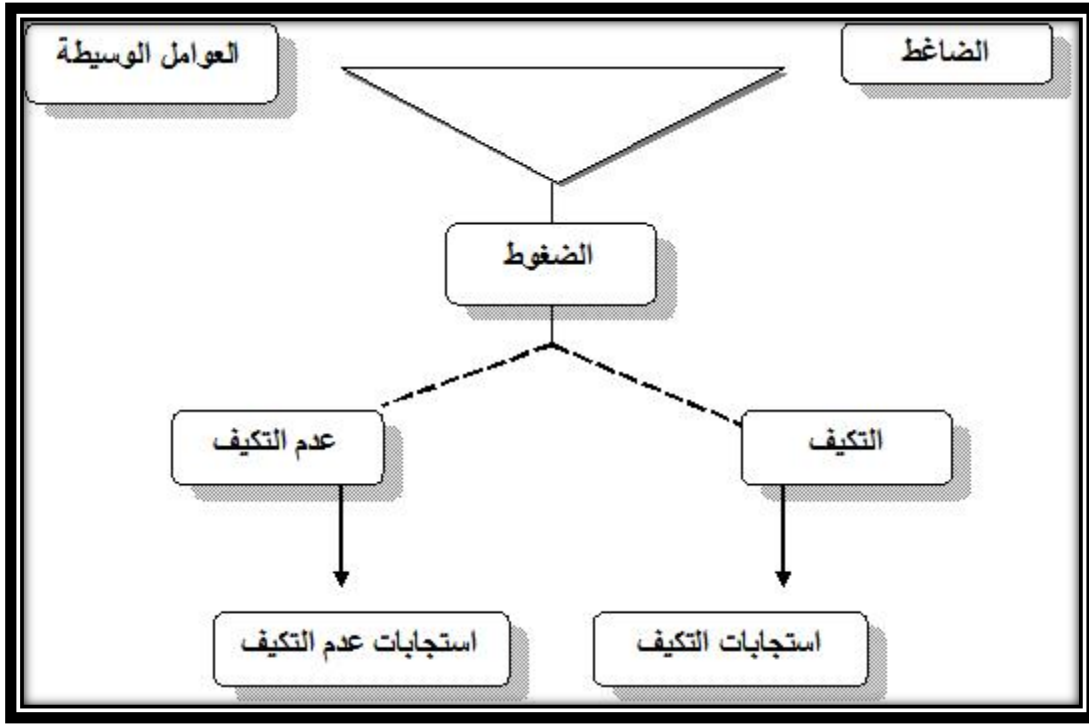 الضاغط
العوامل الوسيطة
الضغوط
التكيف
عدم التكيف
استجابات التكيف
استجابات عدم التكيف